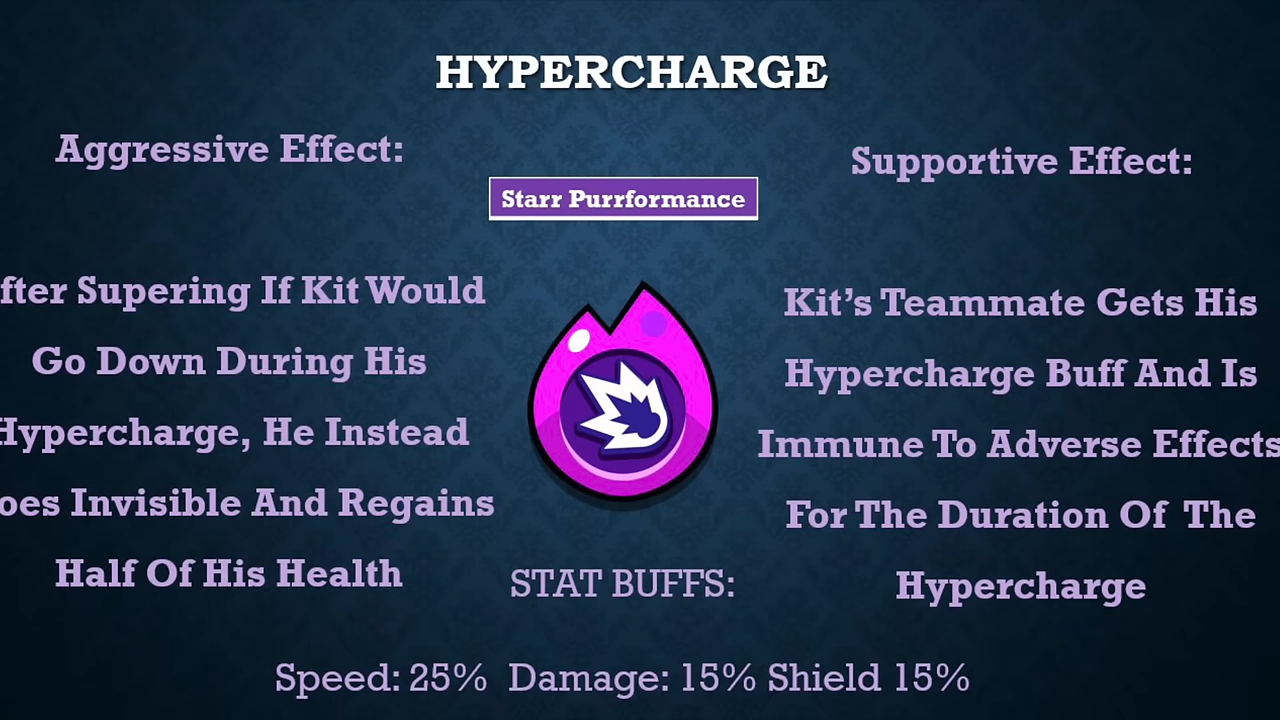 HYPERCHARGE
Aggressive Effect:
Supportive Effect:
Starr Purrformance
fter Supering If Kit Would
Go Down During His
Hypercharge, He Instead
oes Invisible And Regains
Half Of His Health
Kit's Teammate Gets His
Hypercharge Buff And Is
Immune To Adverse Effects
For The Duration Of The
Hypercharge
STAT BUFFS:
Speed: 25% Damage: 15% Shield 15%